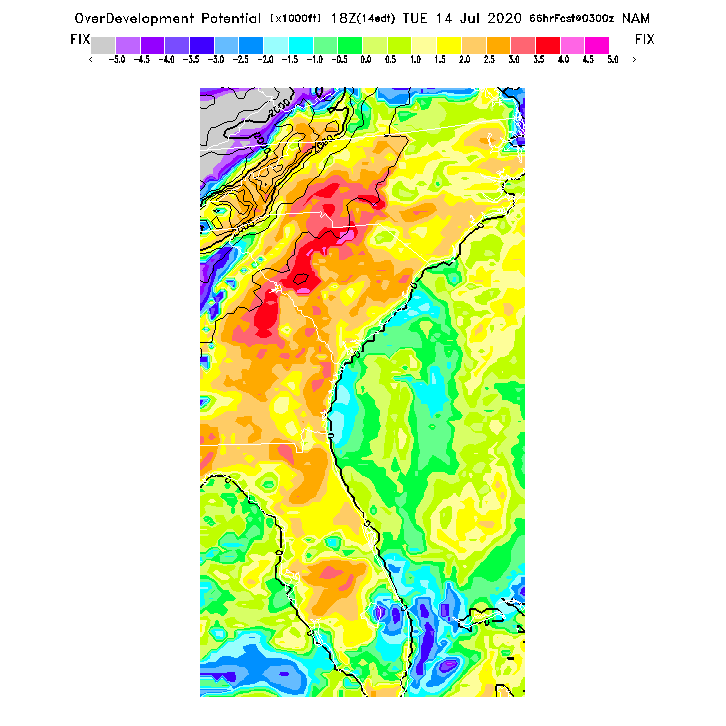 OverDevelopment Potential [x1000ft] 18Z(14edt) TUE 14 Jul 2020 66hrFcst@0300z NAM
FIX FIX
< -5.0 -4.5 -4.0 -3.5 -3.0 -2.5 -2.0 -1.5 -1.0 -0.5 0.0 0.5 1.0 1.5 2.0 2.5 3.0 3.5 4.0 4.5 5.0 >
2000